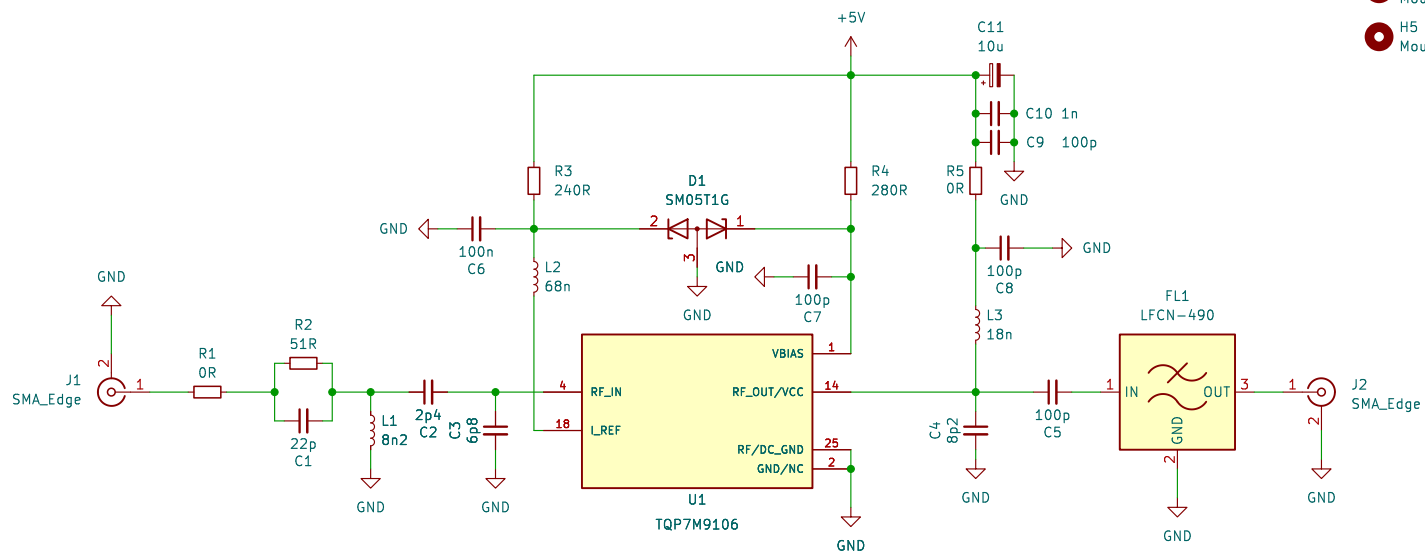 Mou
H5
Mou
+5V
C11
10u
C10 1n
C9 100p
R3
240R
D1
SM05T1G
R4
280R
R5
0R
GND
GND
2
1
3
100n
C6
L2
68n
GND
100p
C7
GND
100p
C8
GND
GND
L3
18n
FL1
LFCN-490
J1
SMA_Edge
2
1
R1
0R
R2
51R
22p
C1
L1
8n2
GND
2p4
C2
C3
6p8
GND
4
RF_IN
18
I_REF
VBIAS
1
RF_OUT/VCC
14
RF/DC_GND
25
GND/NC
2
U1
TQP7M9106
GND
C4
8p2
GND
100p
C5
1
IN
OUT
3
GND
2
GND
1
J2
SMA_Edge
2
GND